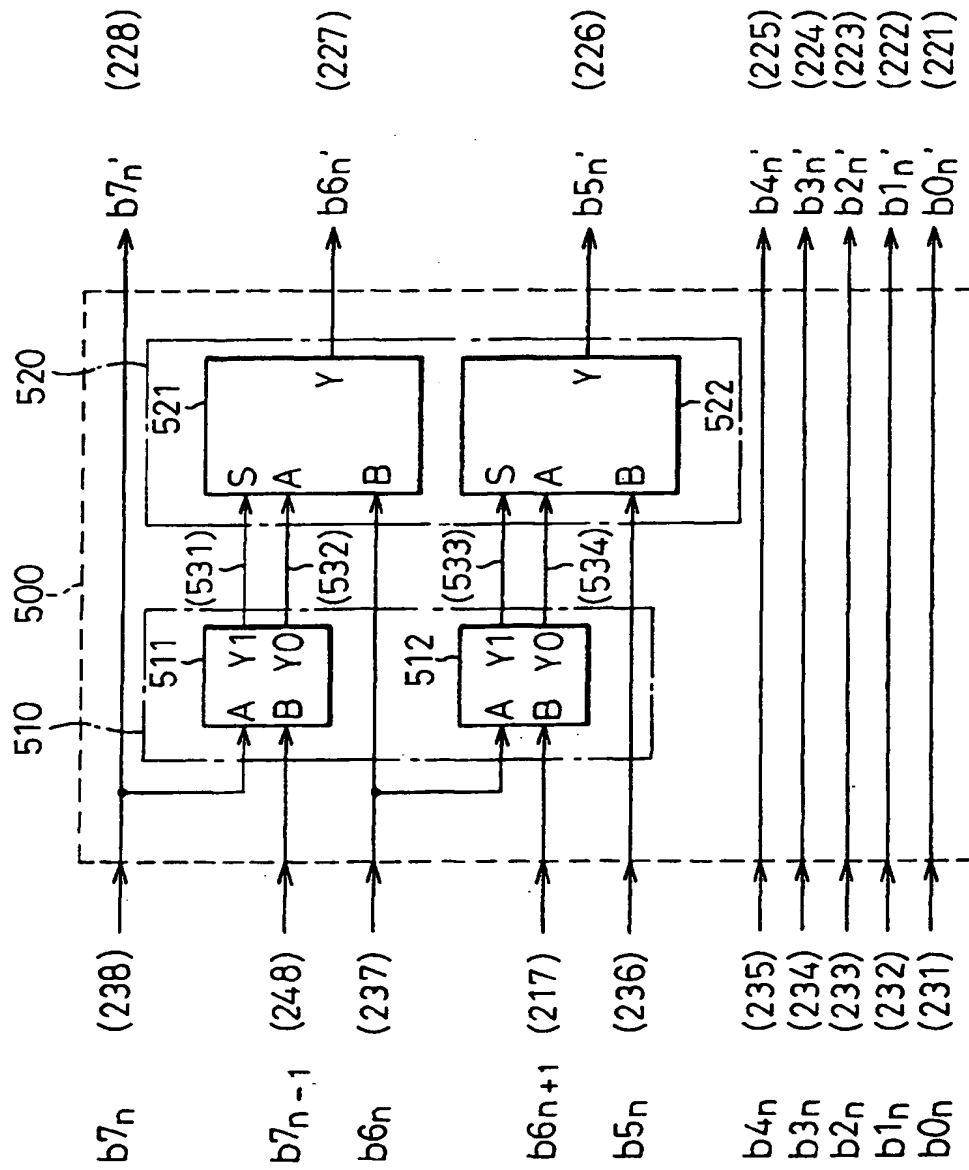 500
510
520
b7n (238)
b7n-1 (248)
b6n (237)
b6n+1 (217)
b5n (236)
b4n (235)
b3n (234)
b2n (233)
b1n (232)
b0n (231)
511
A Y1
B Y0
512
A Y1
B Y0
(531)
(532)
(533)
(534)
521
S
A Y
B
522
S
A Y
B
b7n' (228)
b6n' (227)
b5n' (226)
b4n' (225)
b3n' (224)
b2n' (223)
b1n' (222)
b0n' (221)